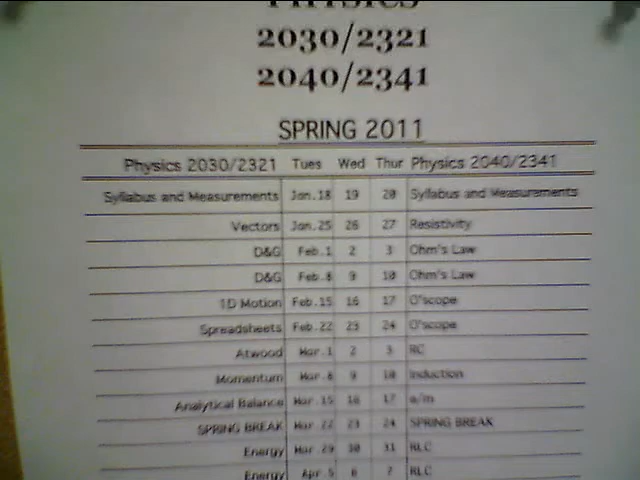 PHYSICS
2030/2321
2040/2341
SPRING 2011
Physics 2030/2321 Tues Wed Thur Physics 2040/2341
Syllabus and Measurements Jan.18 19 20 Syllabus and Measurements
Vectors Jan.25 26 27 Resistivity
D&G Feb.1 2 3 Ohm's Law
D&G Feb.8 9 10 Ohm's Law
1D Motion Feb.15 16 17 O'scope
Spreadsheets Feb.22 23 24 O'scope
Atwood Mar.1 2 3 RC
Momentum Mar.8 9 10 Induction
Analytical Balance Mar.15 16 17 e/m
SPRING BREAK Mar.22 23 24 SPRING BREAK
Energy Mar.29 30 31 RLC
Energy Apr.5 6 7 RLC